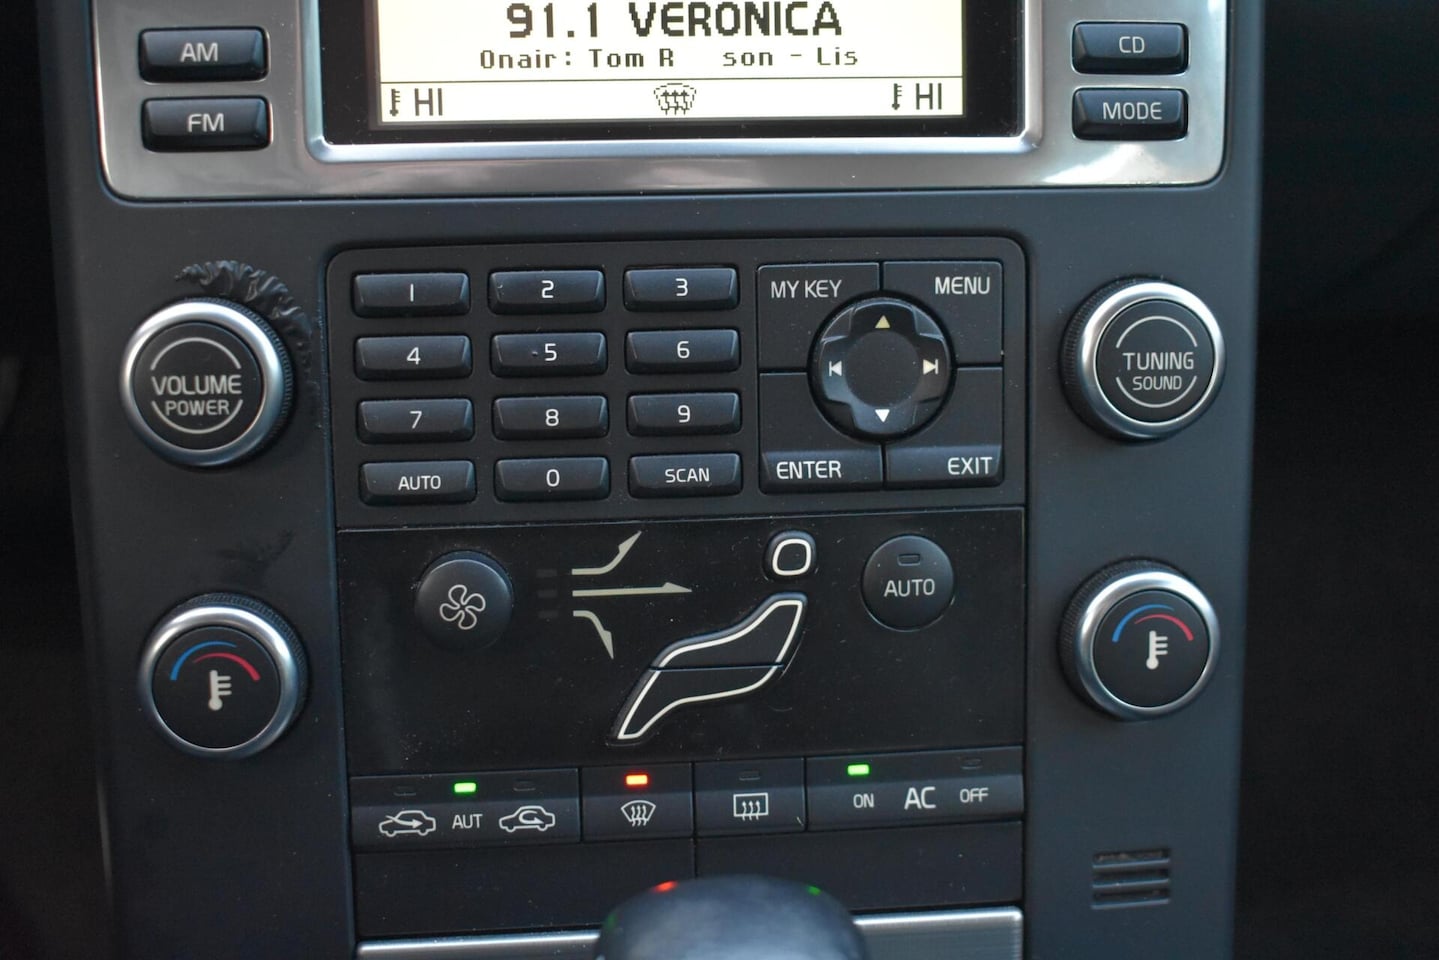 91.1 VERONICA
Onair: Tom R son - Lis
HI HI
AM
FM
CD
MODE
1 2 3
4 5 6
7 8 9
AUTO 0 SCAN
MY KEY MENU
ENTER EXIT
VOLUME
POWER
TUNING
SOUND
AUTO
AUT
ON AC OFF